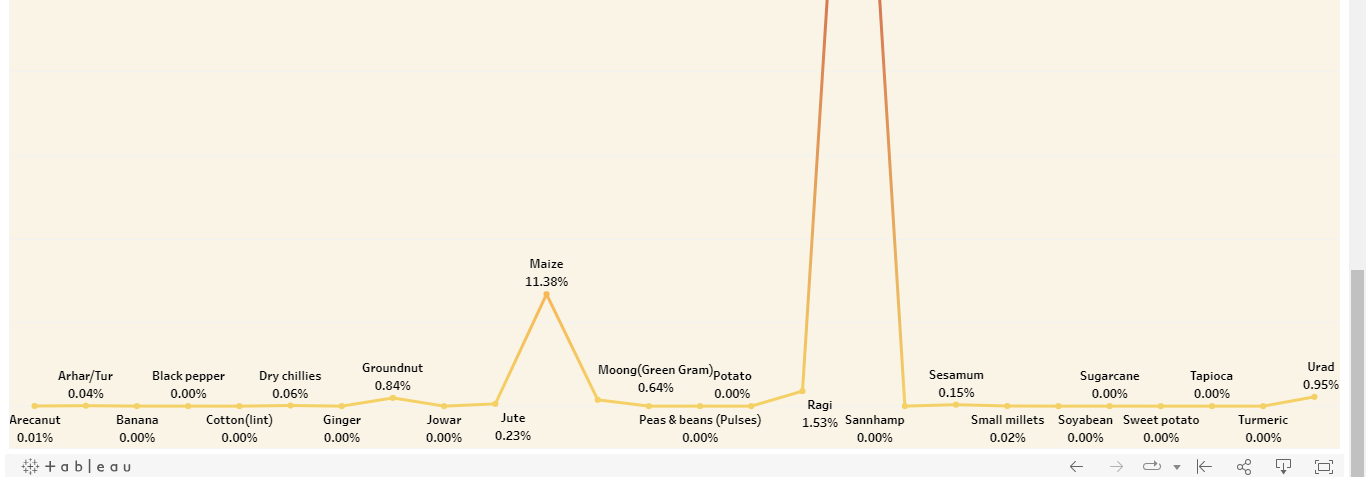 Maize
11.38%
Arhar/Tur
0.04%
Black pepper
0.00%
Dry chillies
0.06%
Groundnut
0.84%
Moong(Green Gram)
0.64%
Potato
0.00%
Sesamum
0.15%
Sugarcane
0.00%
Tapioca
0.00%
Urad
0.95%
Arecanut
0.01%
Banana
0.00%
Cotton(lint)
0.00%
Ginger
0.00%
Jowar
0.00%
Jute
0.23%
Peas & beans (Pulses)
0.00%
Ragi
1.53%
Sannhamp
0.00%
Small millets
0.02%
Soyabean
0.00%
Sweet potato
0.00%
Turmeric
0.00%
+ableau